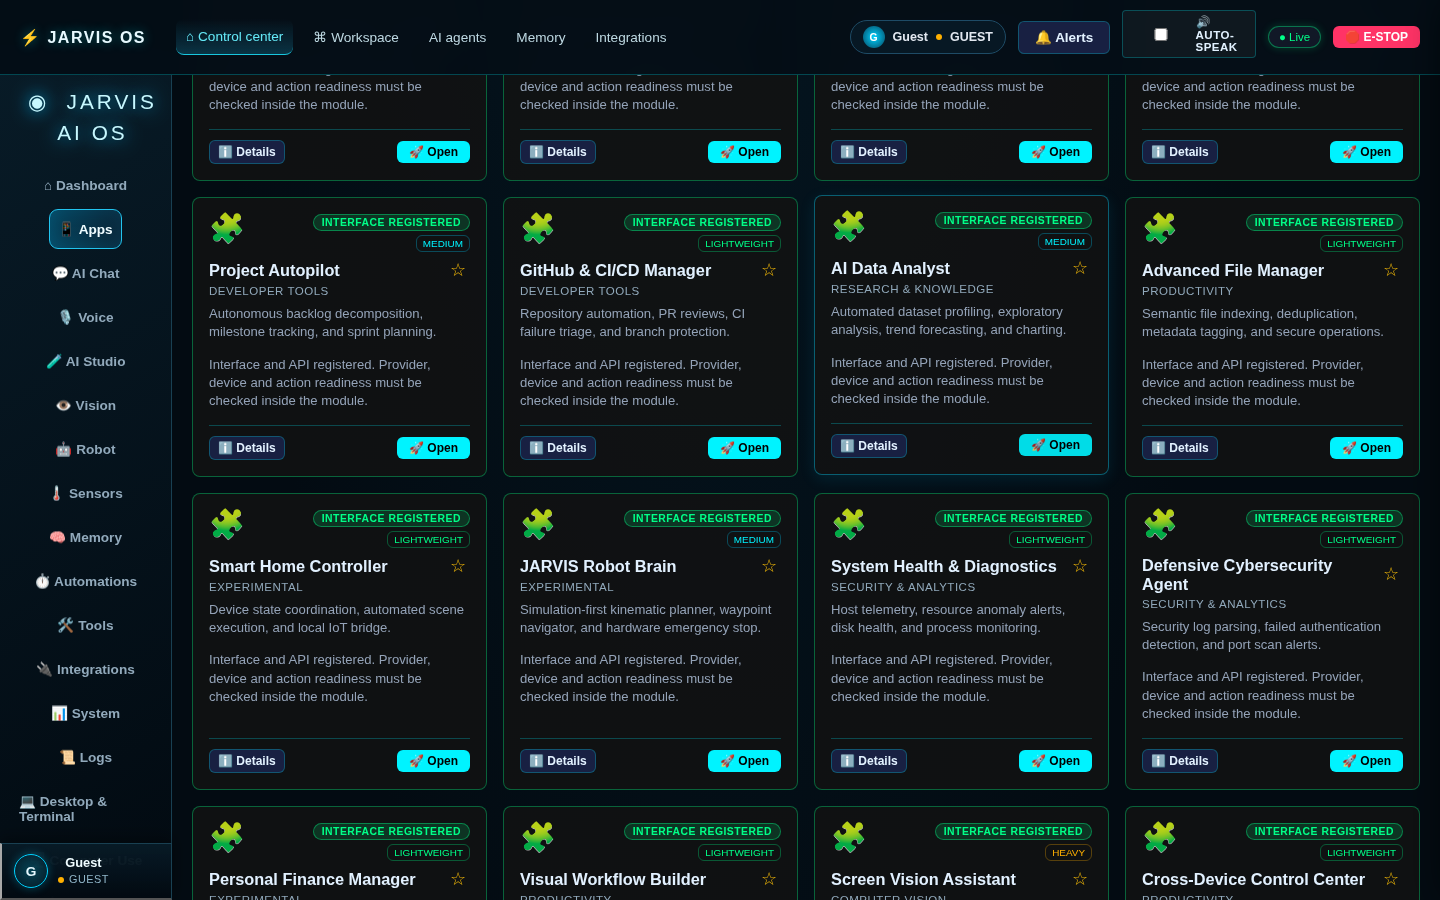 ⚡ JARVIS OS
⌂ Control center
⌘ Workspace
AI agents
Memory
Integrations
G Guest GUEST
🔔 Alerts
🔊 AUTO-SPEAK
Live
🛑 E-STOP
◉ JARVIS
AI OS
⌂ Dashboard
📱 Apps
💬 AI Chat
🎙️ Voice
🧪 AI Studio
👁️ Vision
🤖 Robot
🌡️ Sensors
🧠 Memory
⏱️ Automations
🛠️ Tools
🔌 Integrations
📊 System
📜 Logs
💻 Desktop &
Terminal
G Guest
GUEST
device and action readiness must be
checked inside the module.
ℹ️ Details 🚀 Open
device and action readiness must be
checked inside the module.
ℹ️ Details 🚀 Open
device and action readiness must be
checked inside the module.
ℹ️ Details 🚀 Open
device and action readiness must be
checked inside the module.
ℹ️ Details 🚀 Open
INTERFACE REGISTERED
MEDIUM
Project Autopilot ☆
DEVELOPER TOOLS
Autonomous backlog decomposition,
milestone tracking, and sprint planning.
Interface and API registered. Provider,
device and action readiness must be
checked inside the module.
ℹ️ Details 🚀 Open
INTERFACE REGISTERED
LIGHTWEIGHT
GitHub & CI/CD Manager ☆
DEVELOPER TOOLS
Repository automation, PR reviews, CI
failure triage, and branch protection.
Interface and API registered. Provider,
device and action readiness must be
checked inside the module.
ℹ️ Details 🚀 Open
INTERFACE REGISTERED
MEDIUM
AI Data Analyst ☆
RESEARCH & KNOWLEDGE
Automated dataset profiling, exploratory
analysis, trend forecasting, and charting.
Interface and API registered. Provider,
device and action readiness must be
checked inside the module.
ℹ️ Details 🚀 Open
INTERFACE REGISTERED
LIGHTWEIGHT
Advanced File Manager ☆
PRODUCTIVITY
Semantic file indexing, deduplication,
metadata tagging, and secure operations.
Interface and API registered. Provider,
device and action readiness must be
checked inside the module.
ℹ️ Details 🚀 Open
INTERFACE REGISTERED
LIGHTWEIGHT
Smart Home Controller ☆
EXPERIMENTAL
Device state coordination, automated scene
execution, and local IoT bridge.
Interface and API registered. Provider,
device and action readiness must be
checked inside the module.
ℹ️ Details 🚀 Open
INTERFACE REGISTERED
MEDIUM
JARVIS Robot Brain ☆
EXPERIMENTAL
Simulation-first kinematic planner, waypoint
navigator, and hardware emergency stop.
Interface and API registered. Provider,
device and action readiness must be
checked inside the module.
ℹ️ Details 🚀 Open
INTERFACE REGISTERED
LIGHTWEIGHT
System Health & Diagnostics ☆
SECURITY & ANALYTICS
Host telemetry, resource anomaly alerts,
disk health, and process monitoring.
Interface and API registered. Provider,
device and action readiness must be
checked inside the module.
ℹ️ Details 🚀 Open
INTERFACE REGISTERED
LIGHTWEIGHT
Defensive Cybersecurity
Agent ☆
SECURITY & ANALYTICS
Security log parsing, failed authentication
detection, and port scan alerts.
Interface and API registered. Provider,
device and action readiness must be
checked inside the module.
ℹ️ Details 🚀 Open
INTERFACE REGISTERED
LIGHTWEIGHT
Personal Finance Manager ☆
EXPERIMENTAL
INTERFACE REGISTERED
LIGHTWEIGHT
Visual Workflow Builder ☆
PRODUCTIVITY
INTERFACE REGISTERED
HEAVY
Screen Vision Assistant ☆
COMPUTER VISION
INTERFACE REGISTERED
LIGHTWEIGHT
Cross-Device Control Center ☆
PRODUCTIVITY